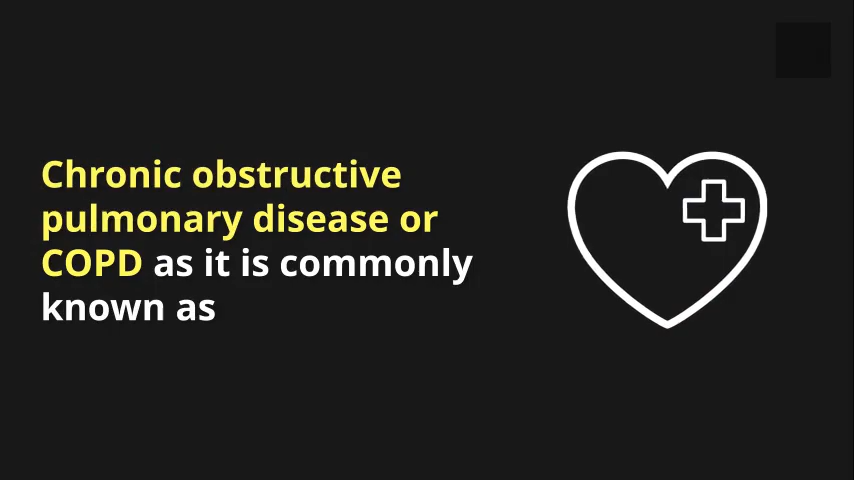 Chronic obstructive
pulmonary disease or
COPD as it is commonly
known as